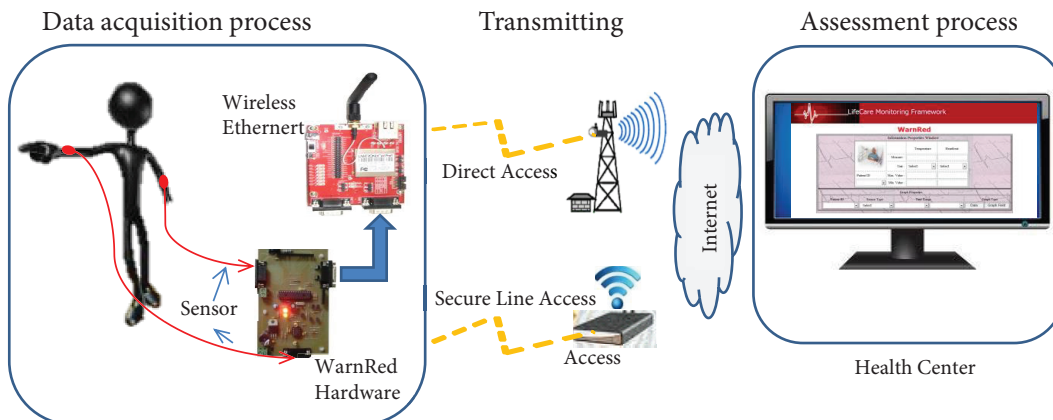 Data acquisition process
Transmitting
Assessment process
Wireless
Ethernert
Direct Access
Sensor
Secure Line Access
Access
WarnRed
Hardware
Internet
LifeCare Monitoring Framework
WarnRed
Health Center